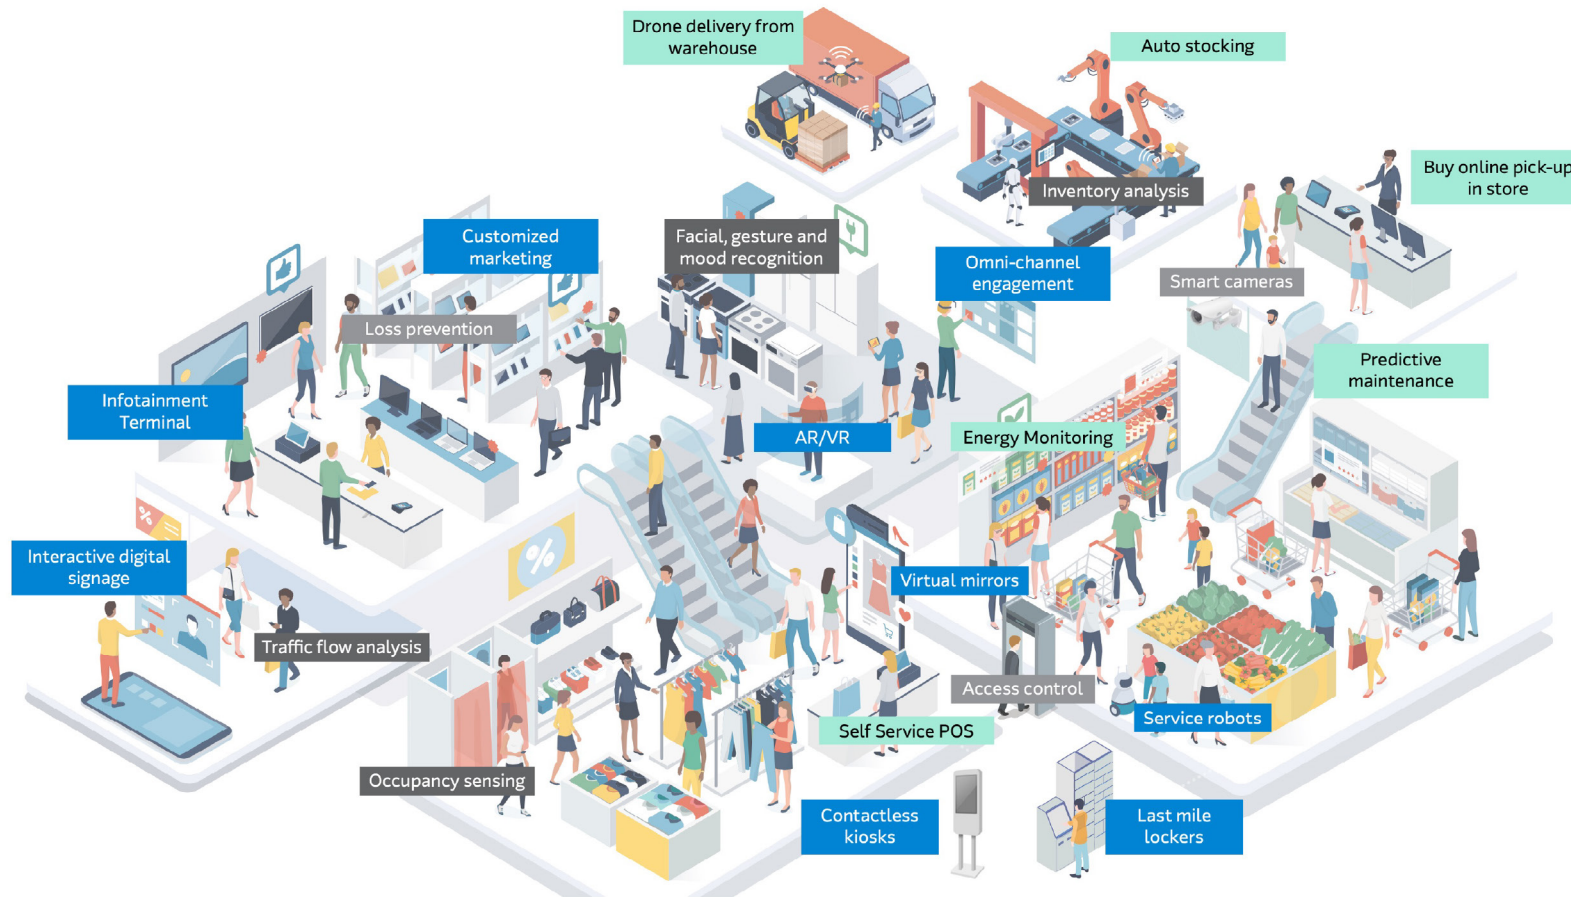 Drone delivery from
warehouse
Auto stocking
Buy online pick-up
in store
Inventory analysis
Customized
marketing
Facial, gesture and
mood recognition
Omni-channel
engagement
Smart cameras
Loss prevention
Predictive
maintenance
Infotainment
Terminal
AR/VR
Energy Monitoring
%
Interactive digital
signage
%
Virtual mirrors
Traffic flow analysis
Access control
Service robots
Self Service POS
Occupancy sensing
Contactless
kiosks
Last mile
lockers